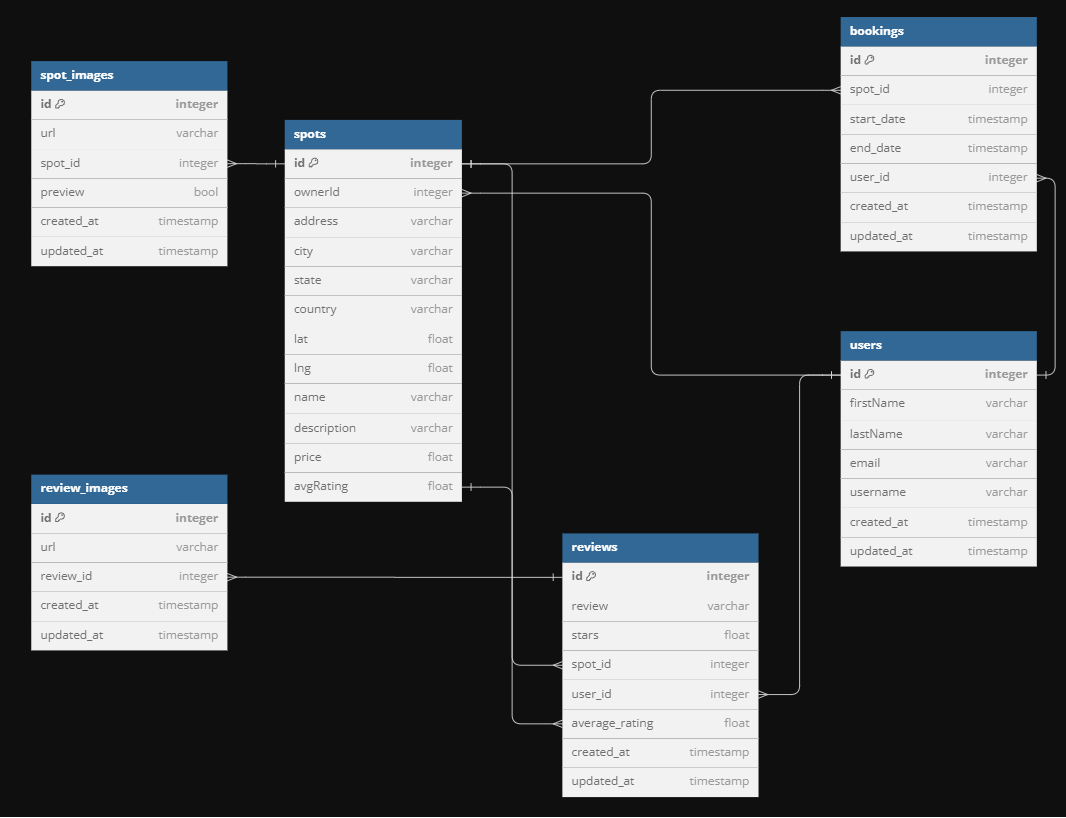 spot_images
id integer
url varchar
spot_id integer
preview bool
created_at timestamp
updated_at timestamp
spots
id integer
ownerId integer
address varchar
city varchar
state varchar
country varchar
lat float
lng float
name varchar
description varchar
price float
avgRating float
bookings
id integer
spot_id integer
start_date timestamp
end_date timestamp
user_id integer
created_at timestamp
updated_at timestamp
users
id integer
firstName varchar
lastName varchar
email varchar
username varchar
created_at timestamp
updated_at timestamp
review_images
id integer
url varchar
review_id integer
created_at timestamp
updated_at timestamp
reviews
id integer
review varchar
stars float
spot_id integer
user_id integer
average_rating float
created_at timestamp
updated_at timestamp